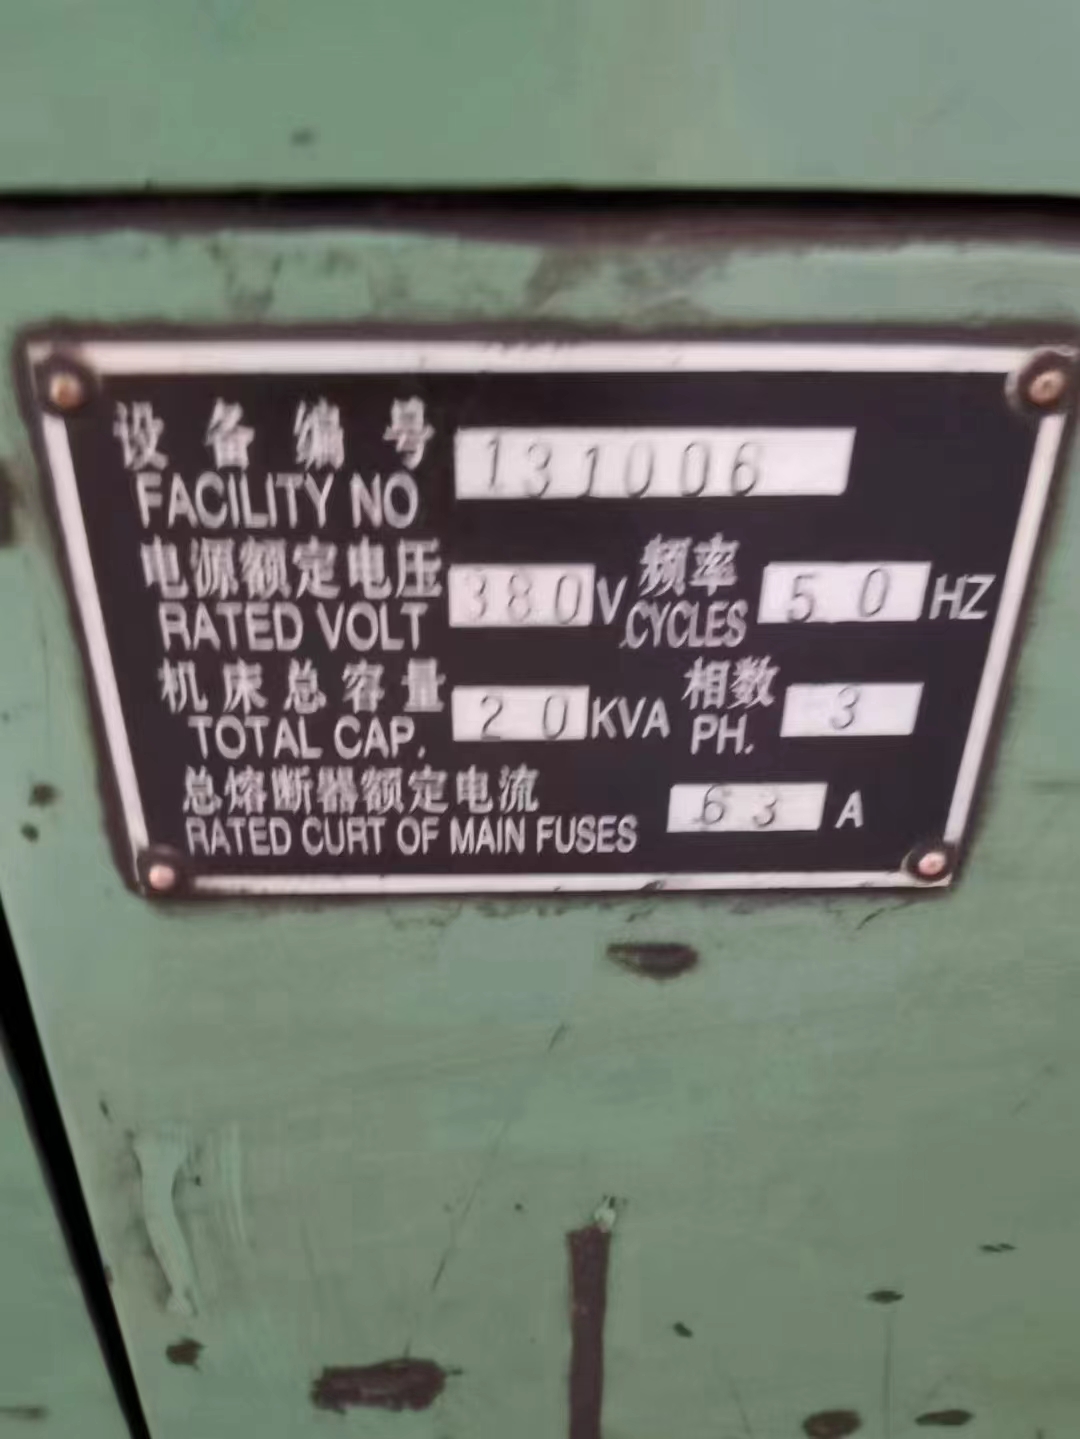 设备编号 131006
FACILITY NO
电源额定电压 380 V 频率 50 HZ
RATED VOLT CYCLES
机床总容量 20 KVA 相数 3
TOTAL CAP. PH.
总熔断器额定电流 63 A
RATED CURT OF MAIN FUSES